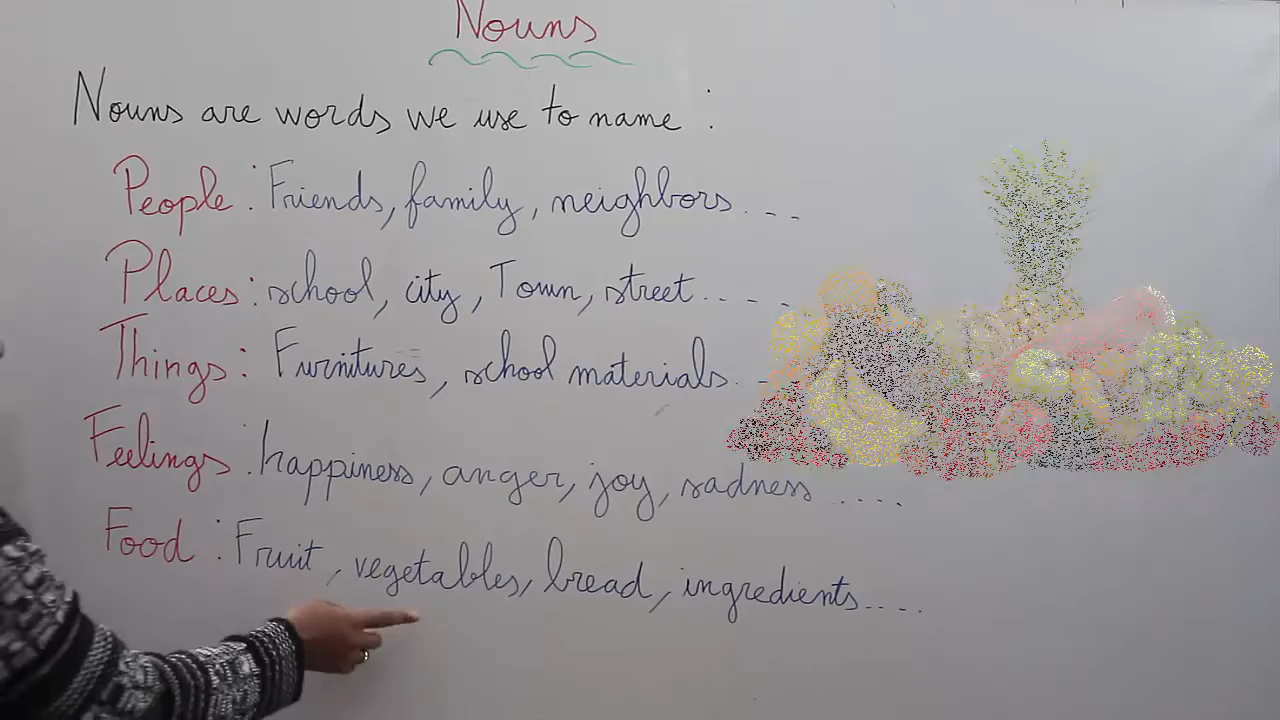 Nouns
Nouns are words we use to name :
People : Friends, family, neighbors....
Places : school, city, Town, street.....
Things : Furnitures, school materials...
Feelings : happiness, anger, joy, sadness ....
Food : Fruit, vegetables, bread, ingredients....